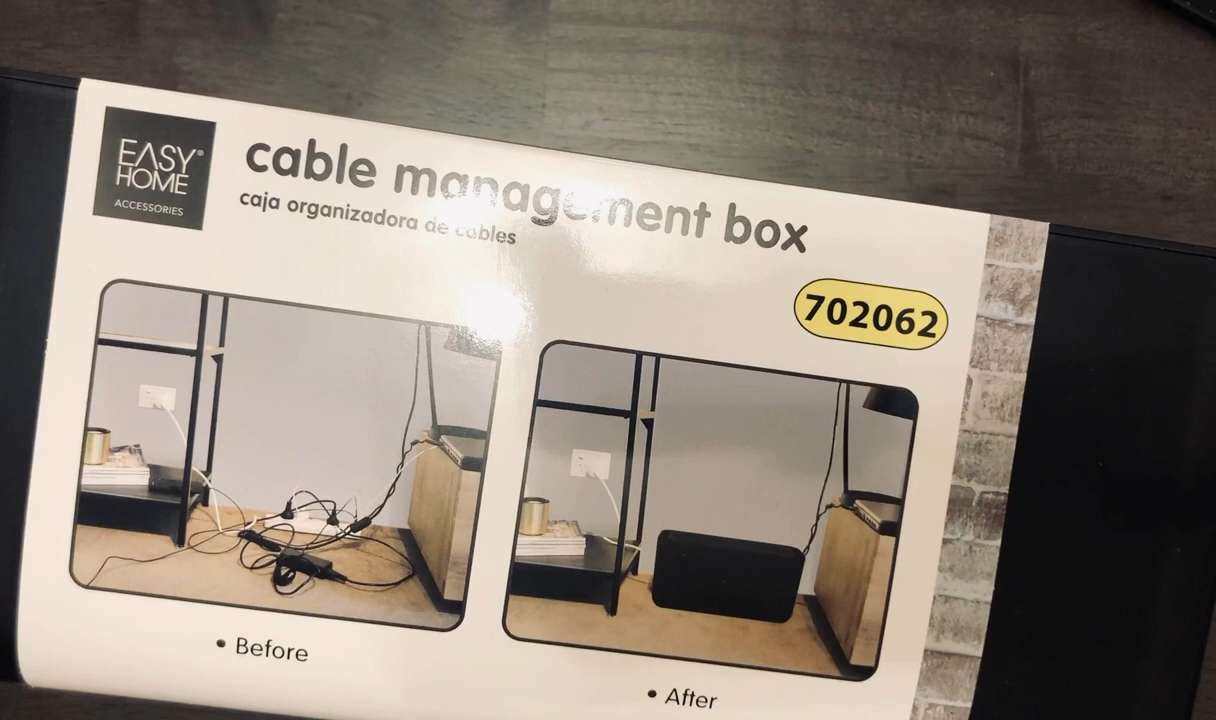 EASY®
HOME
ACCESSORIES
cable management box
caja organizadora de cables
702062
• Before
• After